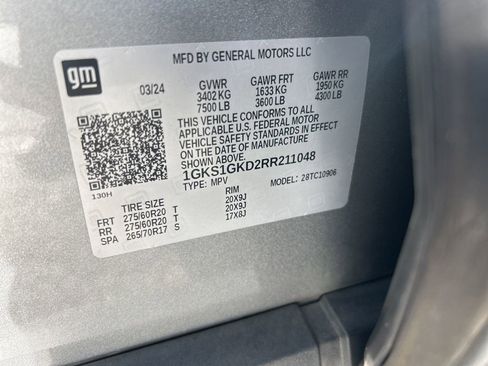 gm
MFD BY GENERAL MOTORS LLC
03/24 GVWR GAWR FRT GAWR RR
3402 KG 1633 KG 1950 KG
7500 LB 3600 LB 4300 LB
THIS VEHICLE CONFORMS TO ALL
APPLICABLE U.S. FEDERAL MOTOR
VEHICLE SAFETY STANDARDS IN EFFECT
ON THE DATE OF MANUFACTURE
SHOWN ABOVE.
1GKS1GKD2RR211048
TYPE: MPV MODEL: 28TC10906
130H
TIRE SIZE RIM
FRT 275/60R20 T 20X9J
RR 275/60R20 T 20X9J
SPA 265/70R17 S 17X8J